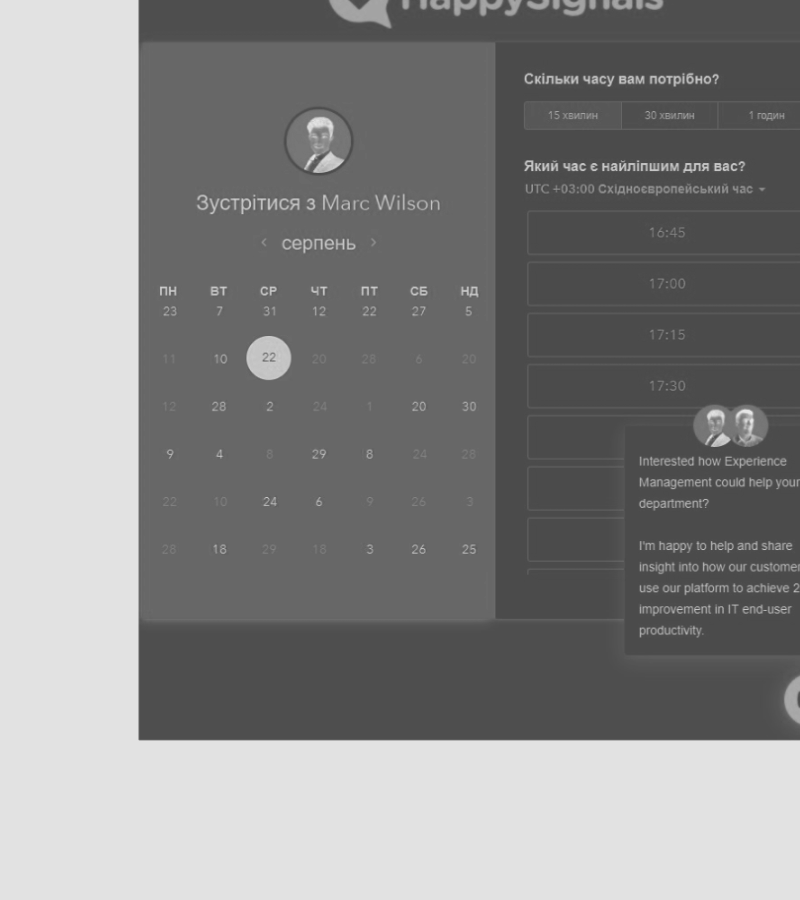 HappySignals
Зустрітися з Marc Wilson
‹ серпень ›
ПН ВТ СР ЧТ ПТ СБ НД
23 7 31 12 22 27 5
11 10 22 20 28 6 20
12 28 2 24 1 20 30
9 4 8 29 8 24 28
22 10 24 6 9 26 3
28 18 29 18 3 26 25
Скільки часу вам потрібно?
15 хвилин 30 хвилин 1 годин
Який час є найліпшим для вас?
UTC +03:00 Східноєвропейський час
16:45
17:00
17:15
17:30
Interested how Experience
Management could help your
department?
I'm happy to help and share
insight into how our customer
use our platform to achieve 2
improvement in IT end-user
productivity.